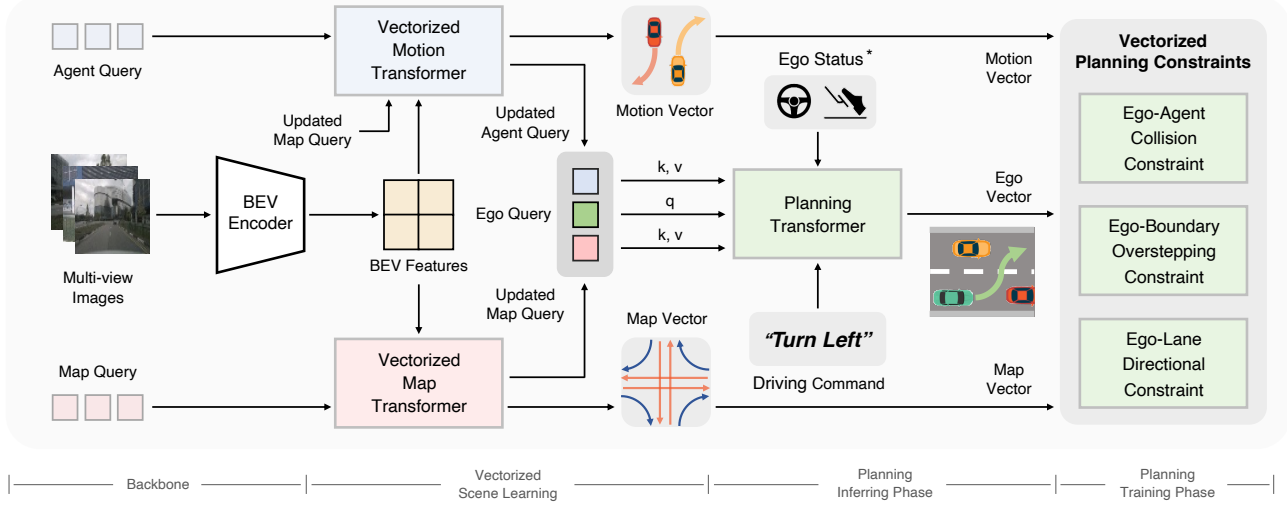 Agent Query
Vectorized
Motion
Transformer
Updated
Map Query
Updated
Agent Query
Motion Vector
Ego Status*
Motion
Vector
Vectorized
Planning Constraints
Ego-Agent
Collision
Constraint
Multi-view
Images
BEV
Encoder
BEV Features
Ego Query
k, v
q
k, v
Planning
Transformer
Ego
Vector
Ego-Boundary
Overstepping
Constraint
Updated
Map Query
Map Vector
“Turn Left”
Driving Command
Map Query
Vectorized
Map
Transformer
Map
Vector
Ego-Lane
Directional
Constraint
Backbone
Vectorized
Scene Learning
Planning
Inferring Phase
Planning
Training Phase